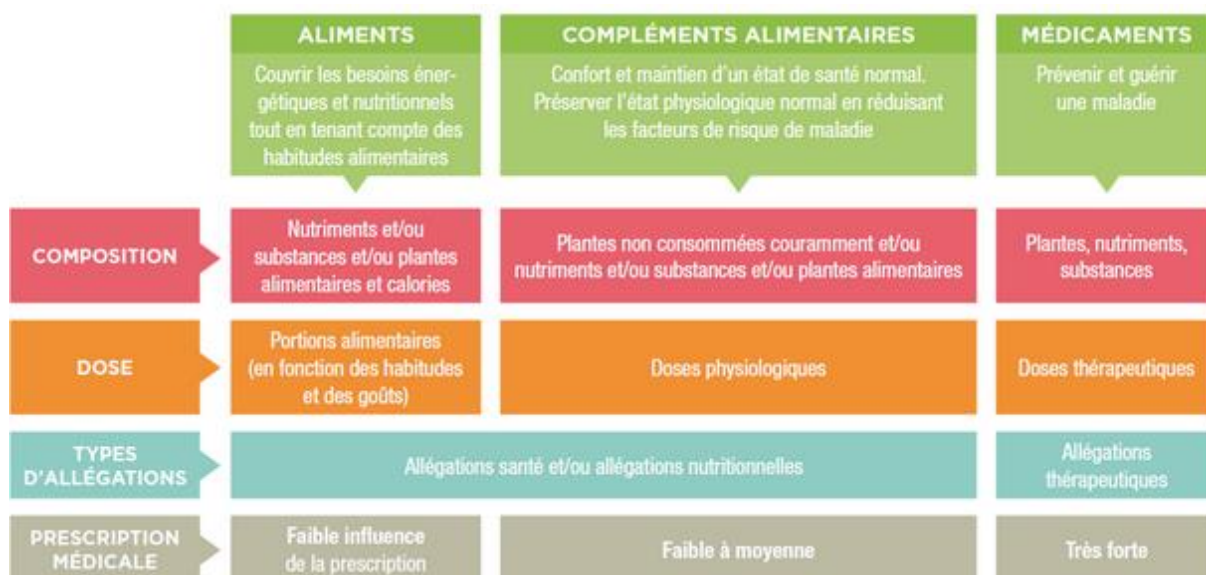 ALIMENTS
Couvrir les besoins éner-
gétiques et nutritionnels
tout en tenant compte des
habitudes alimentaires
COMPLÉMENTS ALIMENTAIRES
Confort et maintien d'un état de santé normal.
Préserver l'état physiologique normal en réduisant
les facteurs de risque de maladie
MÉDICAMENTS
Prévenir et guérir
une maladie
COMPOSITION
Nutriments et/ou
substances et/ou plantes
alimentaires et calories
Plantes non consommées couramment et/ou
nutriments et/ou substances et/ou plantes alimentaires
Plantes, nutriments,
substances
DOSE
Portions alimentaires
(en fonction des habitudes
et des goûts)
Doses physiologiques
Doses thérapeutiques
TYPES
D'ALLÉGATIONS
Allégations santé et/ou allégations nutritionnelles
Allégations
thérapeutiques
PRESCRIPTION
MÉDICALE
Faible influence
de la prescription
Faible à moyenne
Très forte